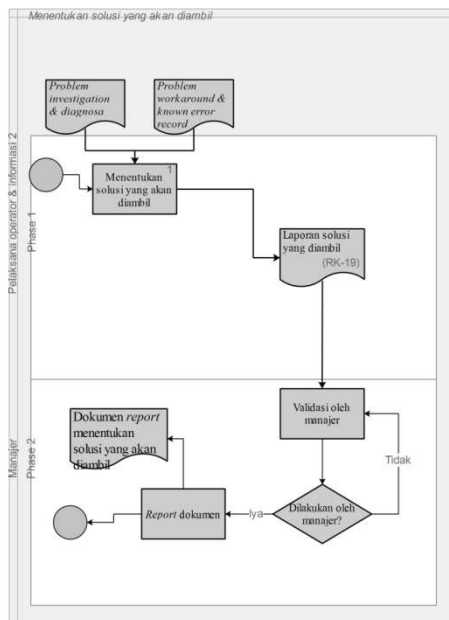 Menentukan solusi yang akan diambil
Problem
investigation
& diagnosa
Problem
workaround &
known error
record
Pelaksana operator & informasi 2
Phase 1
1
Menentukan
solusi yang akan
diambil
Laporan solusi
yang diambil
(RK-19)
Manajer
Phase 2
Validasi oleh
manajer
Tidak
Dilakukan oleh
manajer?
Iya
Report dokumen
Dokumen report
menentukan
solusi yang akan
diambil